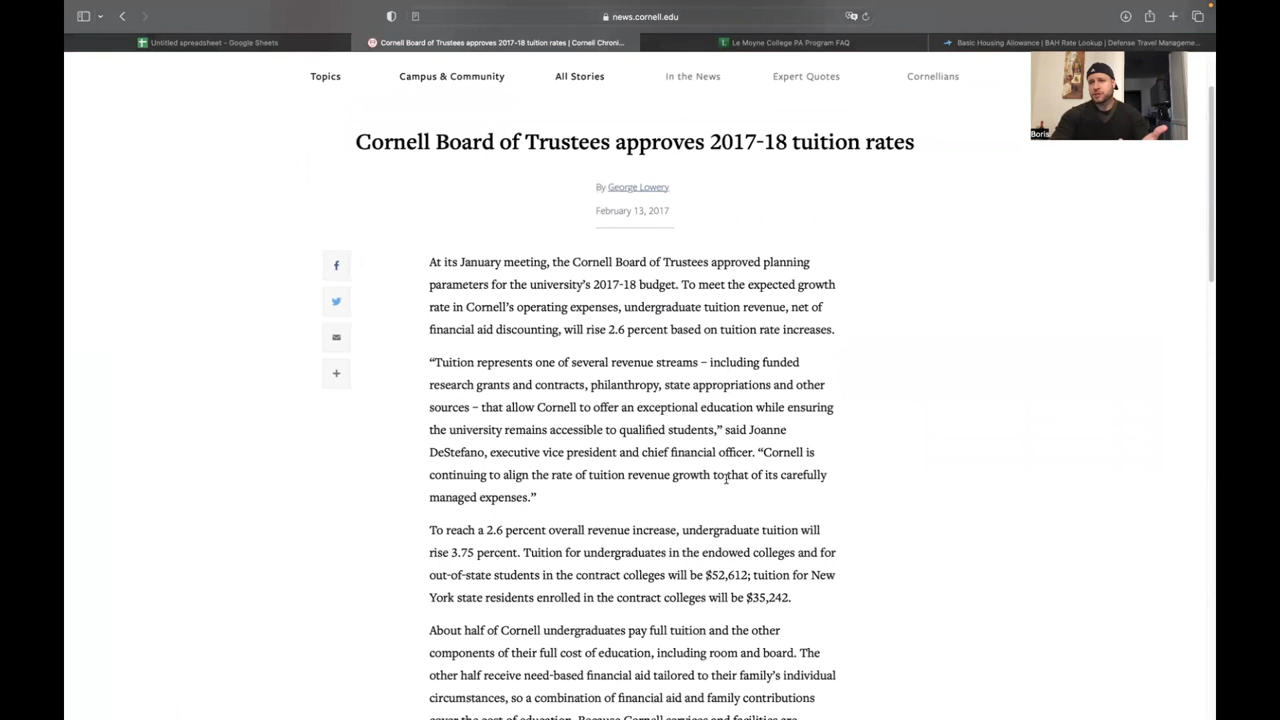 news.cornell.edu
Untitled spreadsheet - Google Sheets
Cornell Board of Trustees approves 2017-18 tuition rates | Cornell Chroni...
Le Moyne College PA Program FAQ
Basic Housing Allowance | BAH Rate Lookup | Defense Travel Manageme...
Topics
Campus & Community
All Stories
In the News
Expert Quotes
Cornellians
Boris
Cornell Board of Trustees approves 2017-18 tuition rates
By George Lowery
February 13, 2017
At its January meeting, the Cornell Board of Trustees approved planning
parameters for the university's 2017-18 budget. To meet the expected growth
rate in Cornell's operating expenses, undergraduate tuition revenue, net of
financial aid discounting, will rise 2.6 percent based on tuition rate increases.
“Tuition represents one of several revenue streams – including funded
research grants and contracts, philanthropy, state appropriations and other
sources – that allow Cornell to offer an exceptional education while ensuring
the university remains accessible to qualified students,” said Joanne
DeStefano, executive vice president and chief financial officer. “Cornell is
continuing to align the rate of tuition revenue growth to that of its carefully
managed expenses.”
To reach a 2.6 percent overall revenue increase, undergraduate tuition will
rise 3.75 percent. Tuition for undergraduates in the endowed colleges and for
out-of-state students in the contract colleges will be $52,612; tuition for New
York state residents enrolled in the contract colleges will be $35,242.
About half of Cornell undergraduates pay full tuition and the other
components of their full cost of education, including room and board. The
other half receive need-based financial aid tailored to their family's individual
circumstances, so a combination of financial aid and family contributions
cover the cost of education. Because Cornell services and facilities are